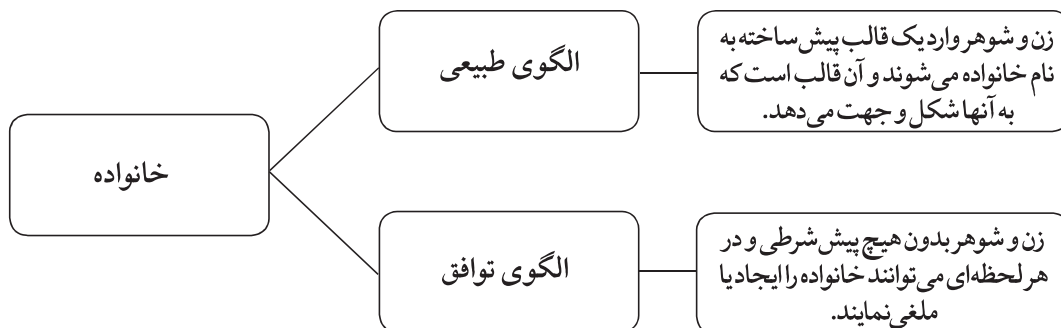 خانواده
الگوی طبیعی
زن و شوهر وارد یک قالب پیش‌ساخته به
نام خانواده می‌شوند و آن قالب است که
به آنها شکل و جهت می‌دهد.
الگوی توافق
زن و شوهر بدون هیچ پیش‌شرطی و در
هر لحظه‌ای می‌توانند خانواده را ایجاد یا
ملغی نمایند.